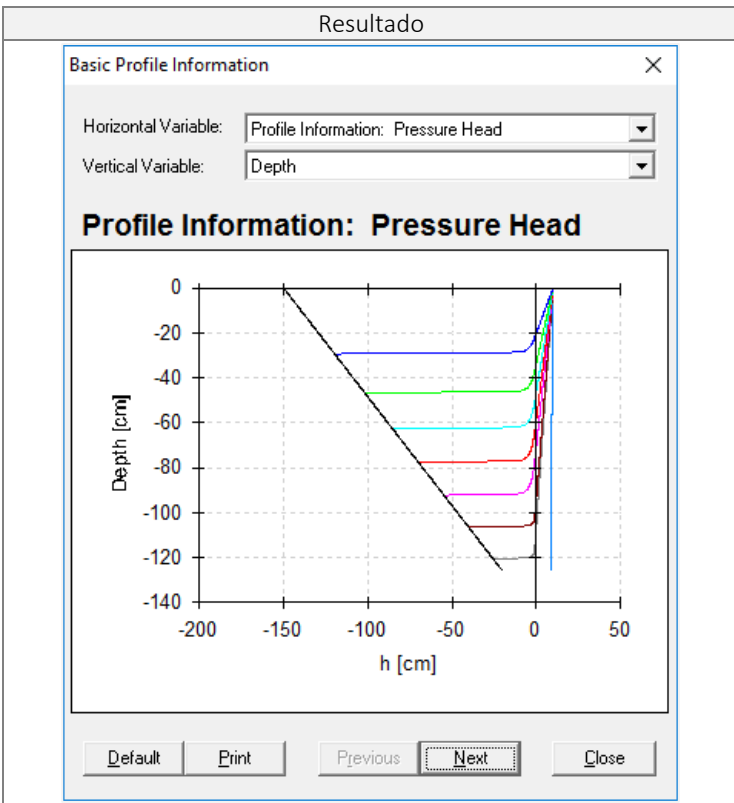 Resultado
Basic Profile Information
Horizontal Variable: Profile Information: Pressure Head
Vertical Variable: Depth
Profile Information: Pressure Head
0
-20
-40
-60
-80
-100
-120
-140
Depth [cm]
-200 -150 -100 -50 0 50
h [cm]
Default Print Previous Next Close